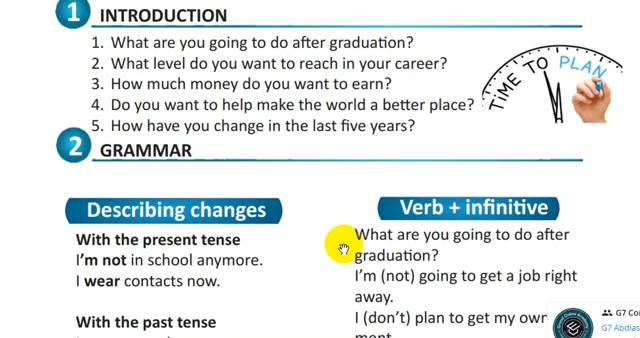 1 INTRODUCTION
1. What are you going to do after graduation?
2. What level do you want to reach in your career?
3. How much money do you want to earn?
4. Do you want to help make the world a better place?
5. How have you change in the last five years?
TiME TO PLAN
2 GRAMMAR
Describing changes
With the present tense
I'm not in school anymore.
I wear contacts now.
With the past tense
Verb + infinitive
What are you going to do after
graduation?
I'm (not) going to get a job right
away.
I (don't) plan to get my own
ment.
G7 Co
G7 Abdias